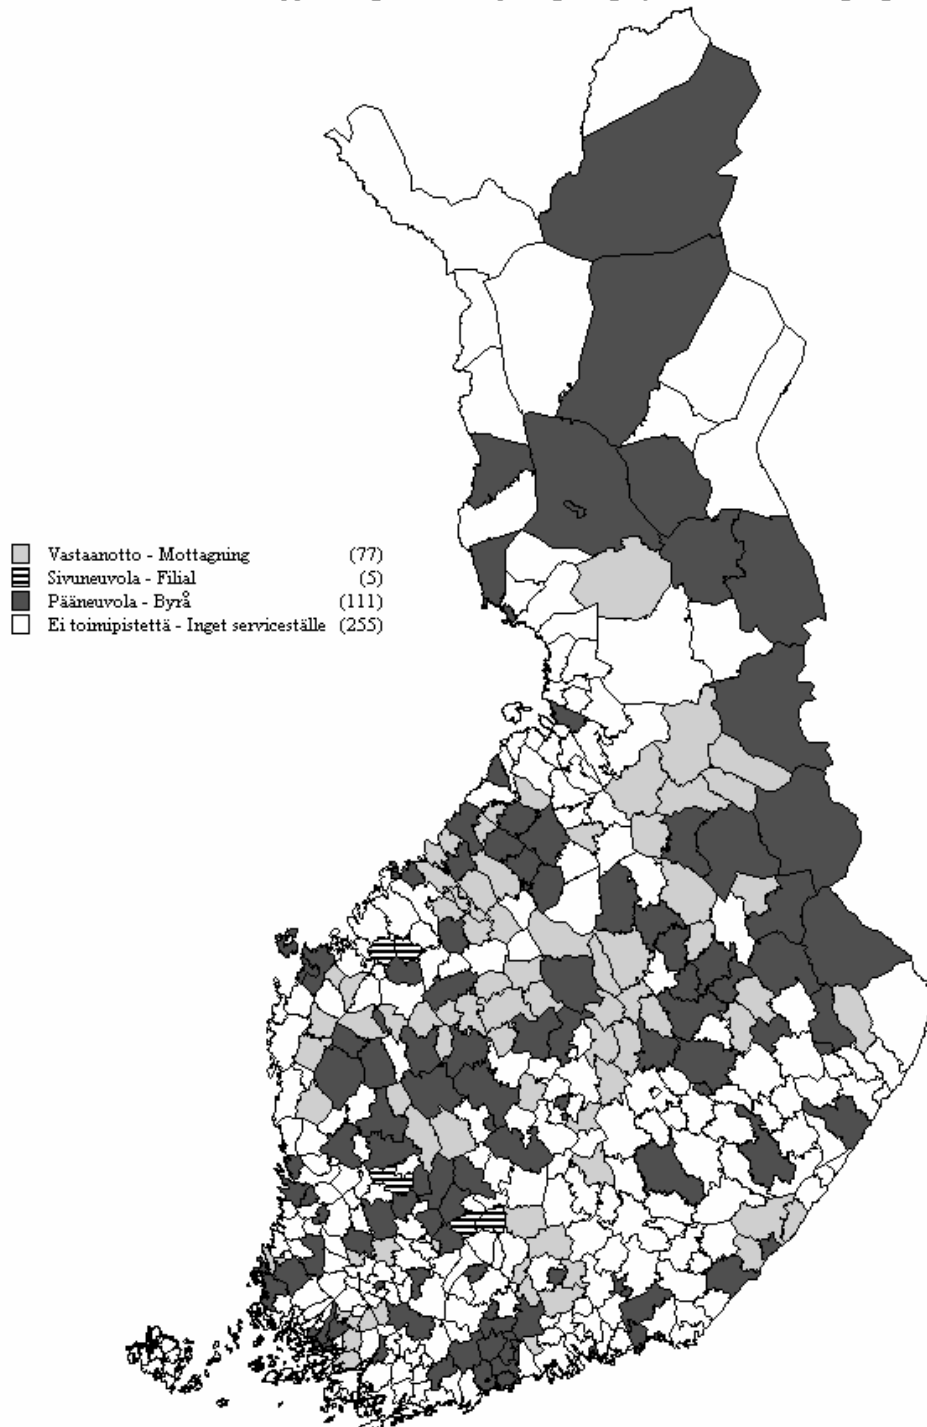 Vastaanotto - Mottagning (77)
Sivuneuvola - Filial (5)
Pääneuvola - Byrå (111)
Ei toimipistettä - Inget serviceställe (255)